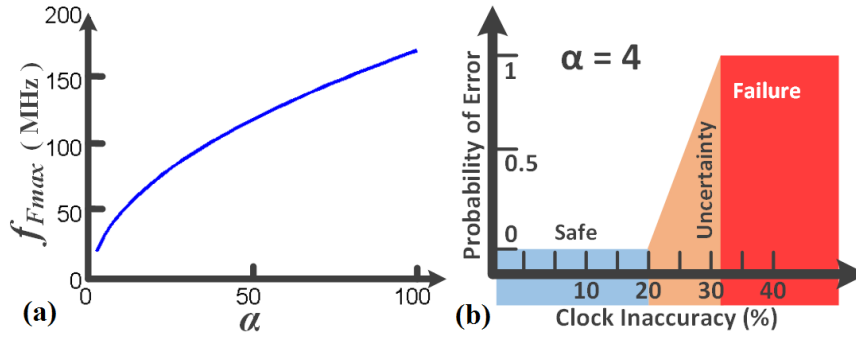 200
150
100
50
0
0
50
100
f_Fmax ( MHz )
α
(a)
Probability of Error
1
0.5
0
α = 4
Failure
Uncertainty
Safe
10 20 30 40
Clock Inaccuracy (%)
(b)